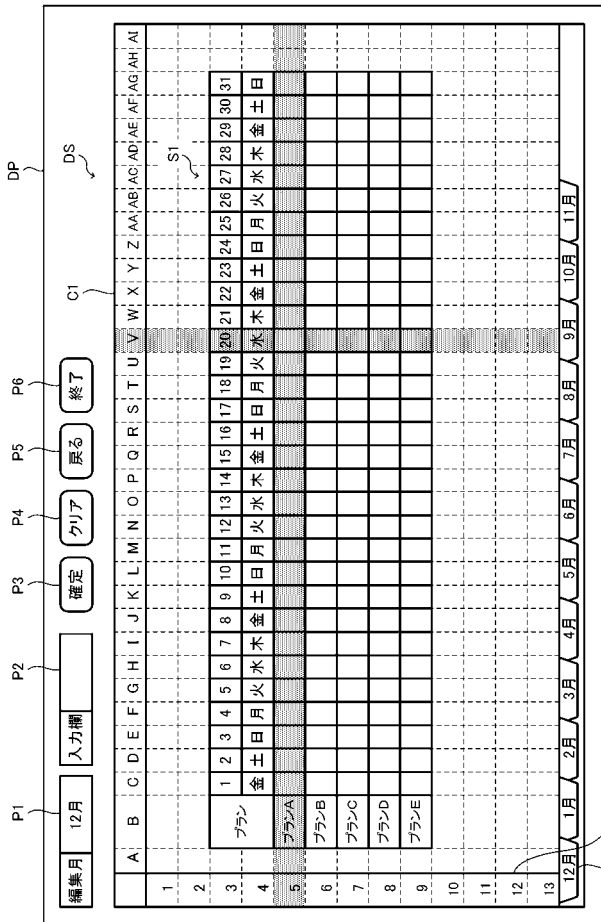 DP
DS
P1 P2 P3 P4 P5 P6
編集月 12月 入力欄 確定 クリア 戻る 終了
C1
A B C D E F G H I J K L M N O P Q R S T U V W X Y Z AA AB AC AD AE AF AG AH AI
1
2
S1
3 プラン 1 2 3 4 5 6 7 8 9 10 11 12 13 14 15 16 17 18 19 20 21 22 23 24 25 26 27 28 29 30 31
4 金 土 日 月 火 水 木 金 土 日 月 火 水 木 金 土 日 月 火 水 木 金 土 日 月 火 水 木 金 土 日
5 プランA
6 プランB
7 プランC
8 プランD
9 プランE
10
11
12
13
12月 1月 2月 3月 4月 5月 6月 7月 8月 9月 10月 11月